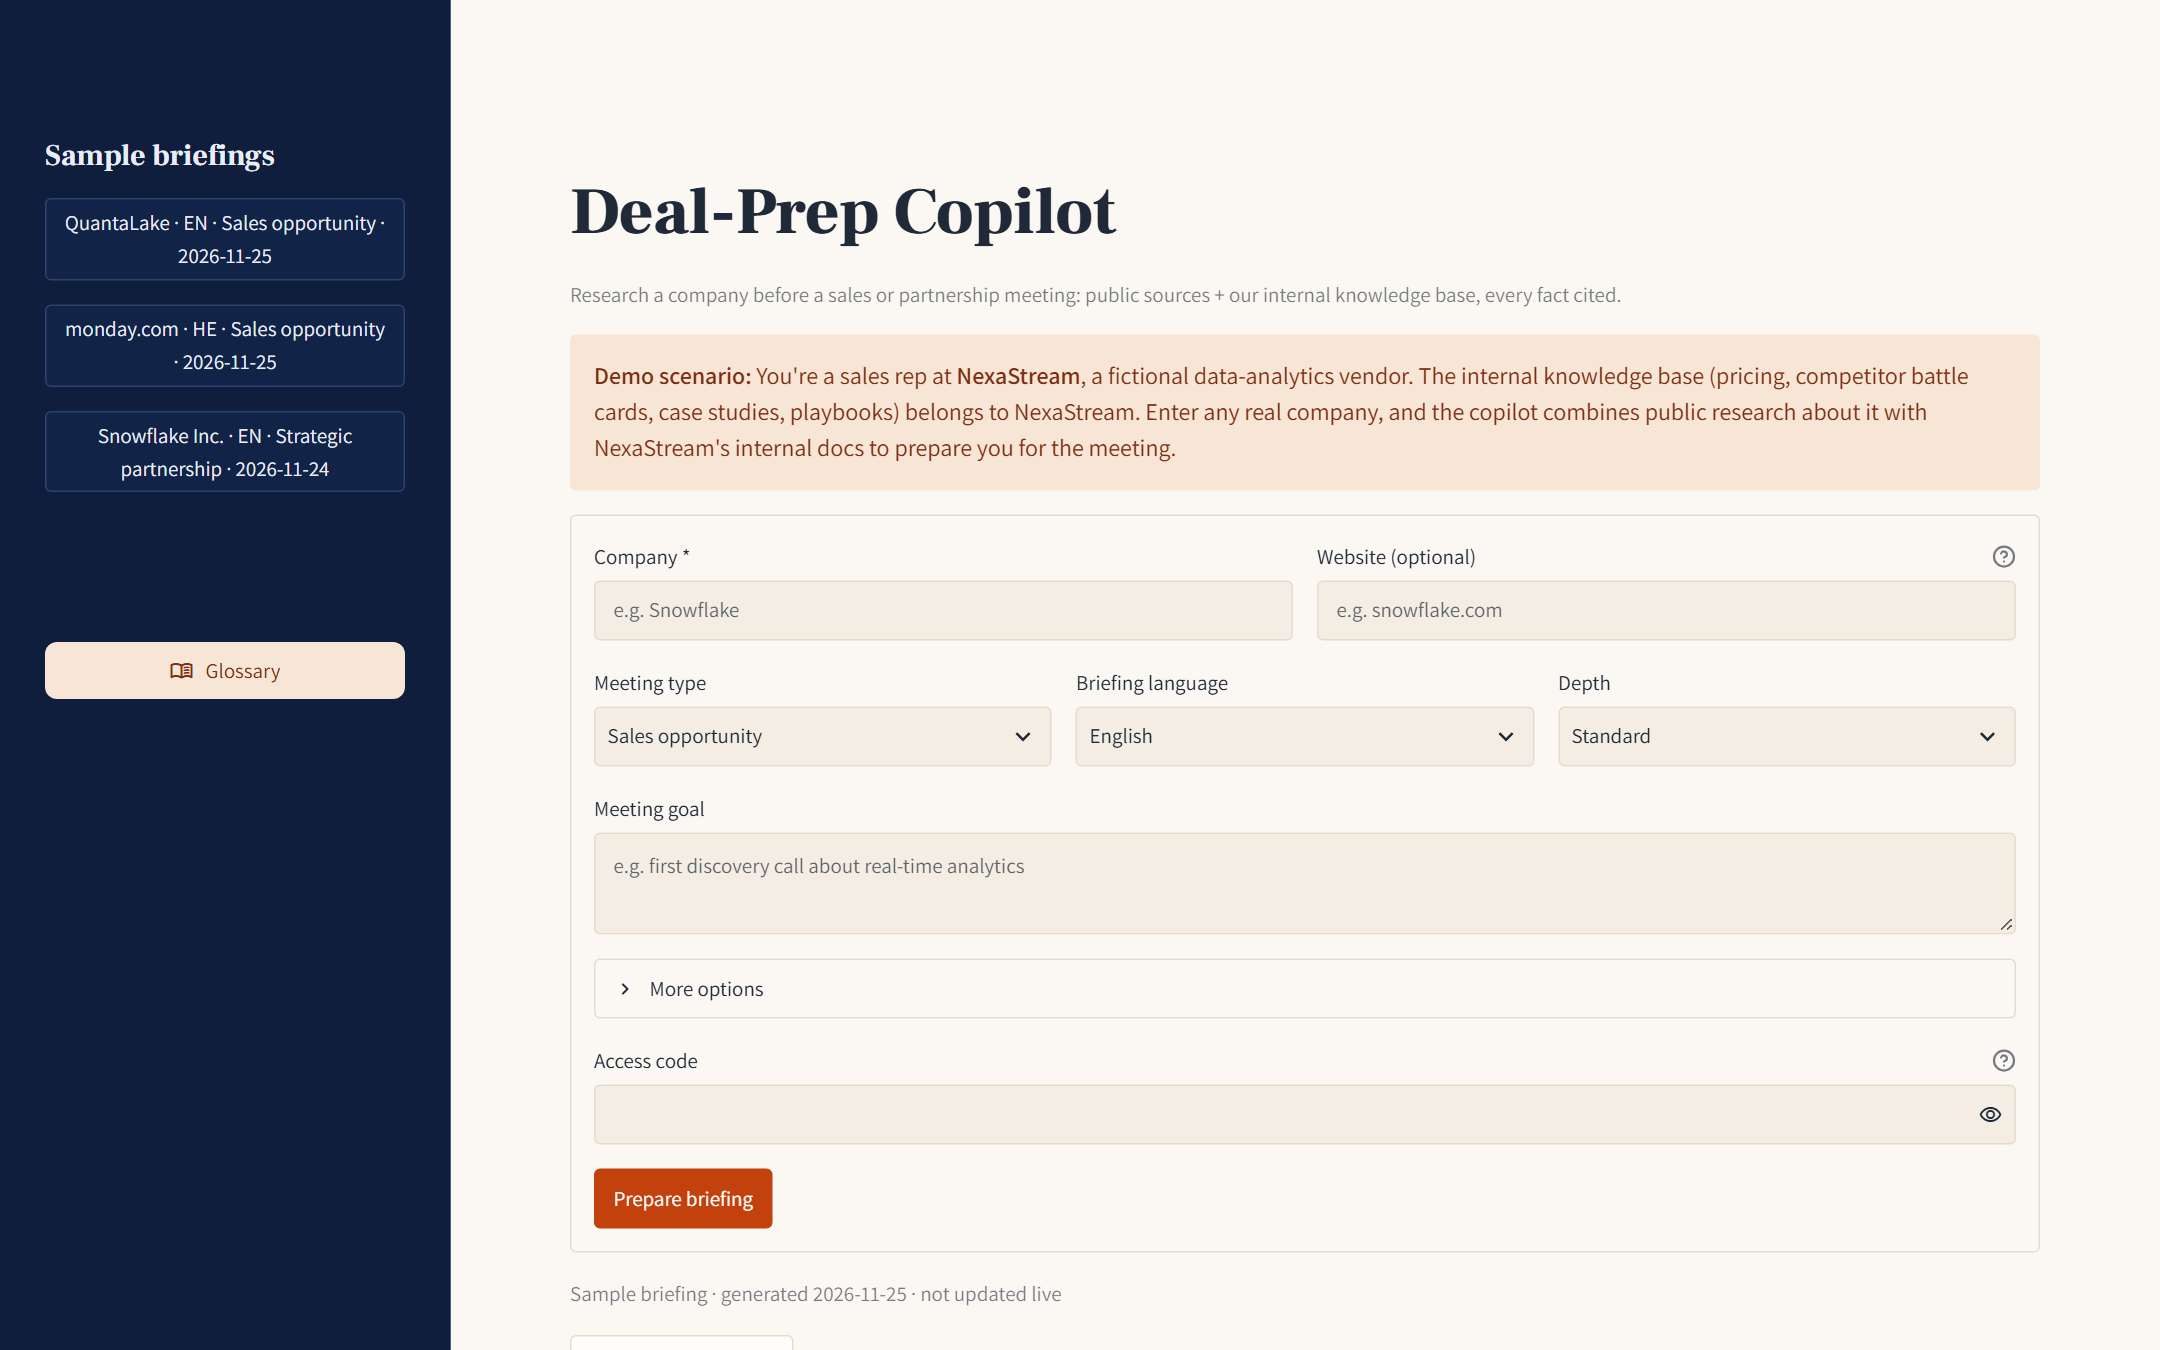 Sample briefings
QuantaLake · EN · Sales opportunity ·
2026-11-25
monday.com · HE · Sales opportunity
· 2026-11-25
Snowflake Inc. · EN · Strategic
partnership · 2026-11-24
Glossary
Deal-Prep Copilot
Research a company before a sales or partnership meeting: public sources + our internal knowledge base, every fact cited.
Demo scenario: You're a sales rep at NexaStream, a fictional data-analytics vendor. The internal knowledge base (pricing, competitor battle
cards, case studies, playbooks) belongs to NexaStream. Enter any real company, and the copilot combines public research about it with
NexaStream's internal docs to prepare you for the meeting.
Company *
Website (optional)
e.g. Snowflake
e.g. snowflake.com
Meeting type
Briefing language
Depth
Sales opportunity
English
Standard
Meeting goal
e.g. first discovery call about real-time analytics
More options
Access code
Prepare briefing
Sample briefing · generated 2026-11-25 · not updated live